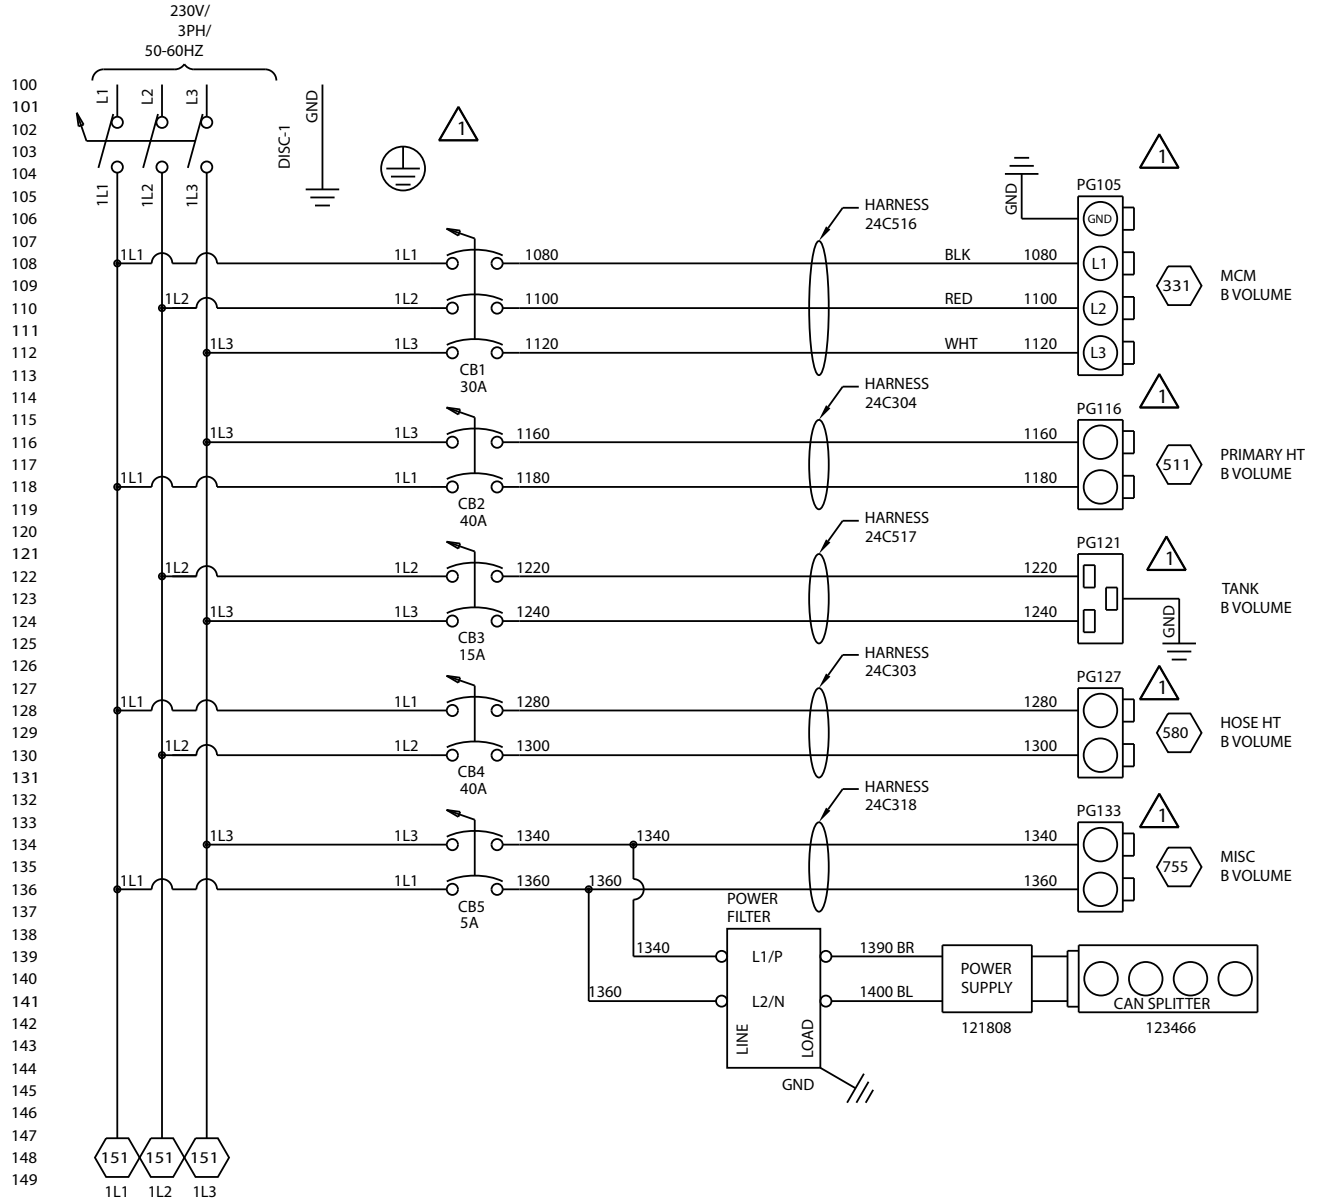 230V/
3PH/
50-60HZ
100
101
102
103
104
105
106
107
108
109
110
111
112
113
114
115
116
117
118
119
120
121
122
123
124
125
126
127
128
129
130
131
132
133
134
135
136
137
138
139
140
141
142
143
144
145
146
147
148
149
L1
L2
L3
GND
DISC-1
1
1
1L1
1L2
1L3
GND
PG105
GND
HARNESS
24C516
1L1
1L1
1080
BLK
1080
L1
331
MCM
B VOLUME
1L2
1L2
1100
RED
1100
L2
1L3
1L3
1120
WHT
1120
L3
CB1
30A
HARNESS
24C304
1
PG116
1L3
1L3
1160
1160
511
PRIMARY HT
B VOLUME
1L1
1L1
1180
1180
CB2
40A
HARNESS
24C517
PG121
1
1L2
1L2
1220
1220
TANK
B VOLUME
1L3
1L3
1240
1240
GND
CB3
15A
HARNESS
24C303
PG127
1
1L1
1L1
1280
1280
580
HOSE HT
B VOLUME
1L2
1L2
1300
1300
CB4
40A
HARNESS
24C318
PG133
1
1L3
1L3
1340
1340
1340
755
MISC
B VOLUME
1L1
1L1
1360
1360
1360
CB5
5A
POWER
FILTER
1340
L1/P
1390 BR
POWER
SUPPLY
1360
L2/N
1400 BL
CAN SPLITTER
LINE
LOAD
121808
123466
GND
151
151
151
1L1
1L2
1L3